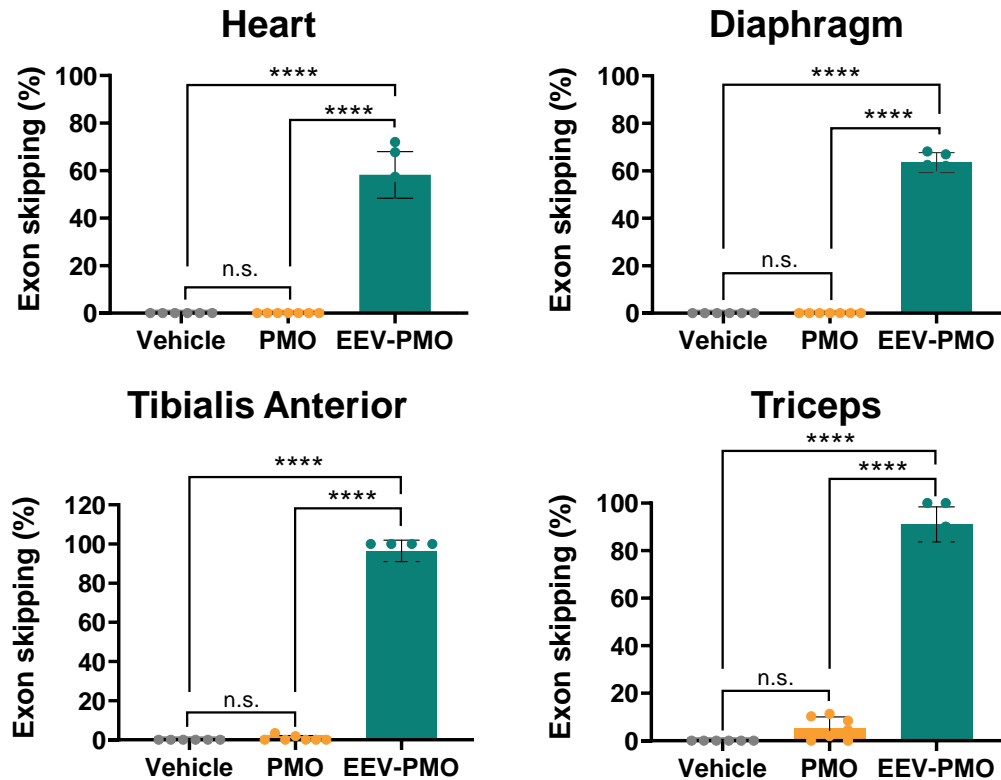 Heart
Exon skipping (%)
100
80
60
40
20
0
****
****
n.s.
Vehicle PMO EEV-PMO
Diaphragm
Exon skipping (%)
100
80
60
40
20
0
****
****
n.s.
Vehicle PMO EEV-PMO
Tibialis Anterior
Exon skipping (%)
120
100
80
60
40
20
0
****
****
n.s.
Vehicle PMO EEV-PMO
Triceps
Exon skipping (%)
100
80
60
40
20
0
****
****
n.s.
Vehicle PMO EEV-PMO